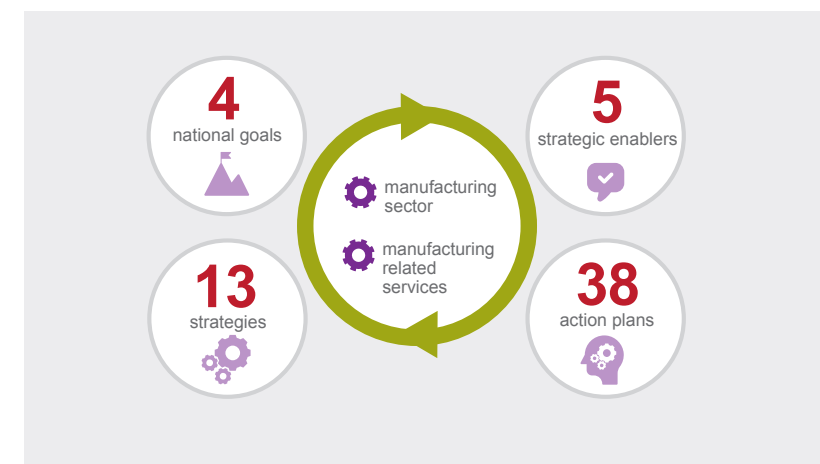 4
national goals
5
strategic enablers
manufacturing
sector
manufacturing
related
services
13
strategies
38
action plans